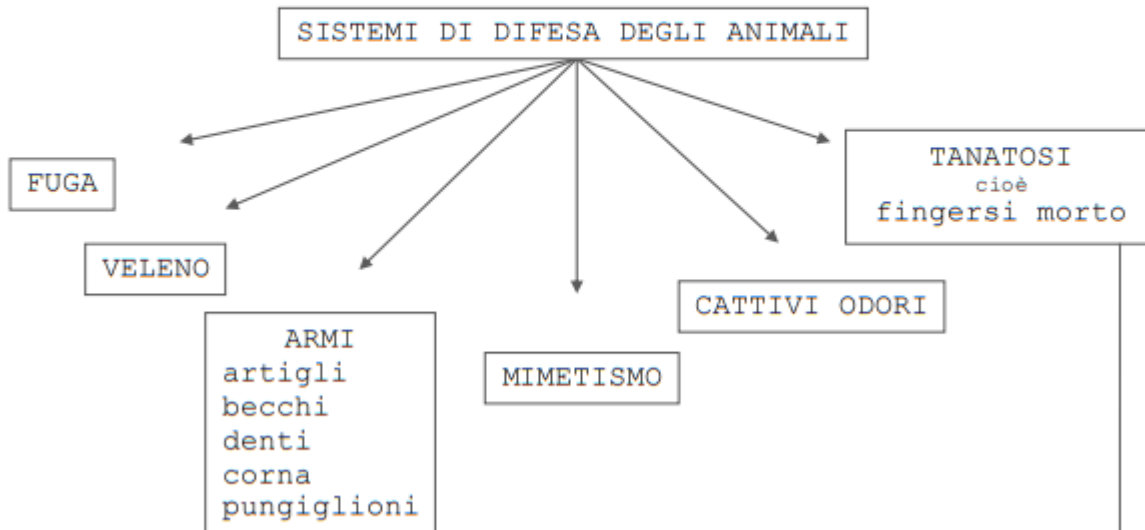 SISTEMI DI DIFESA DEGLI ANIMALI
FUGA
VELENO
ARMI
artigli
becchi
denti
corna
pungiglioni
MIMETISMO
CATTIVI ODORI
TANATOSI
cioè
fingersi morto